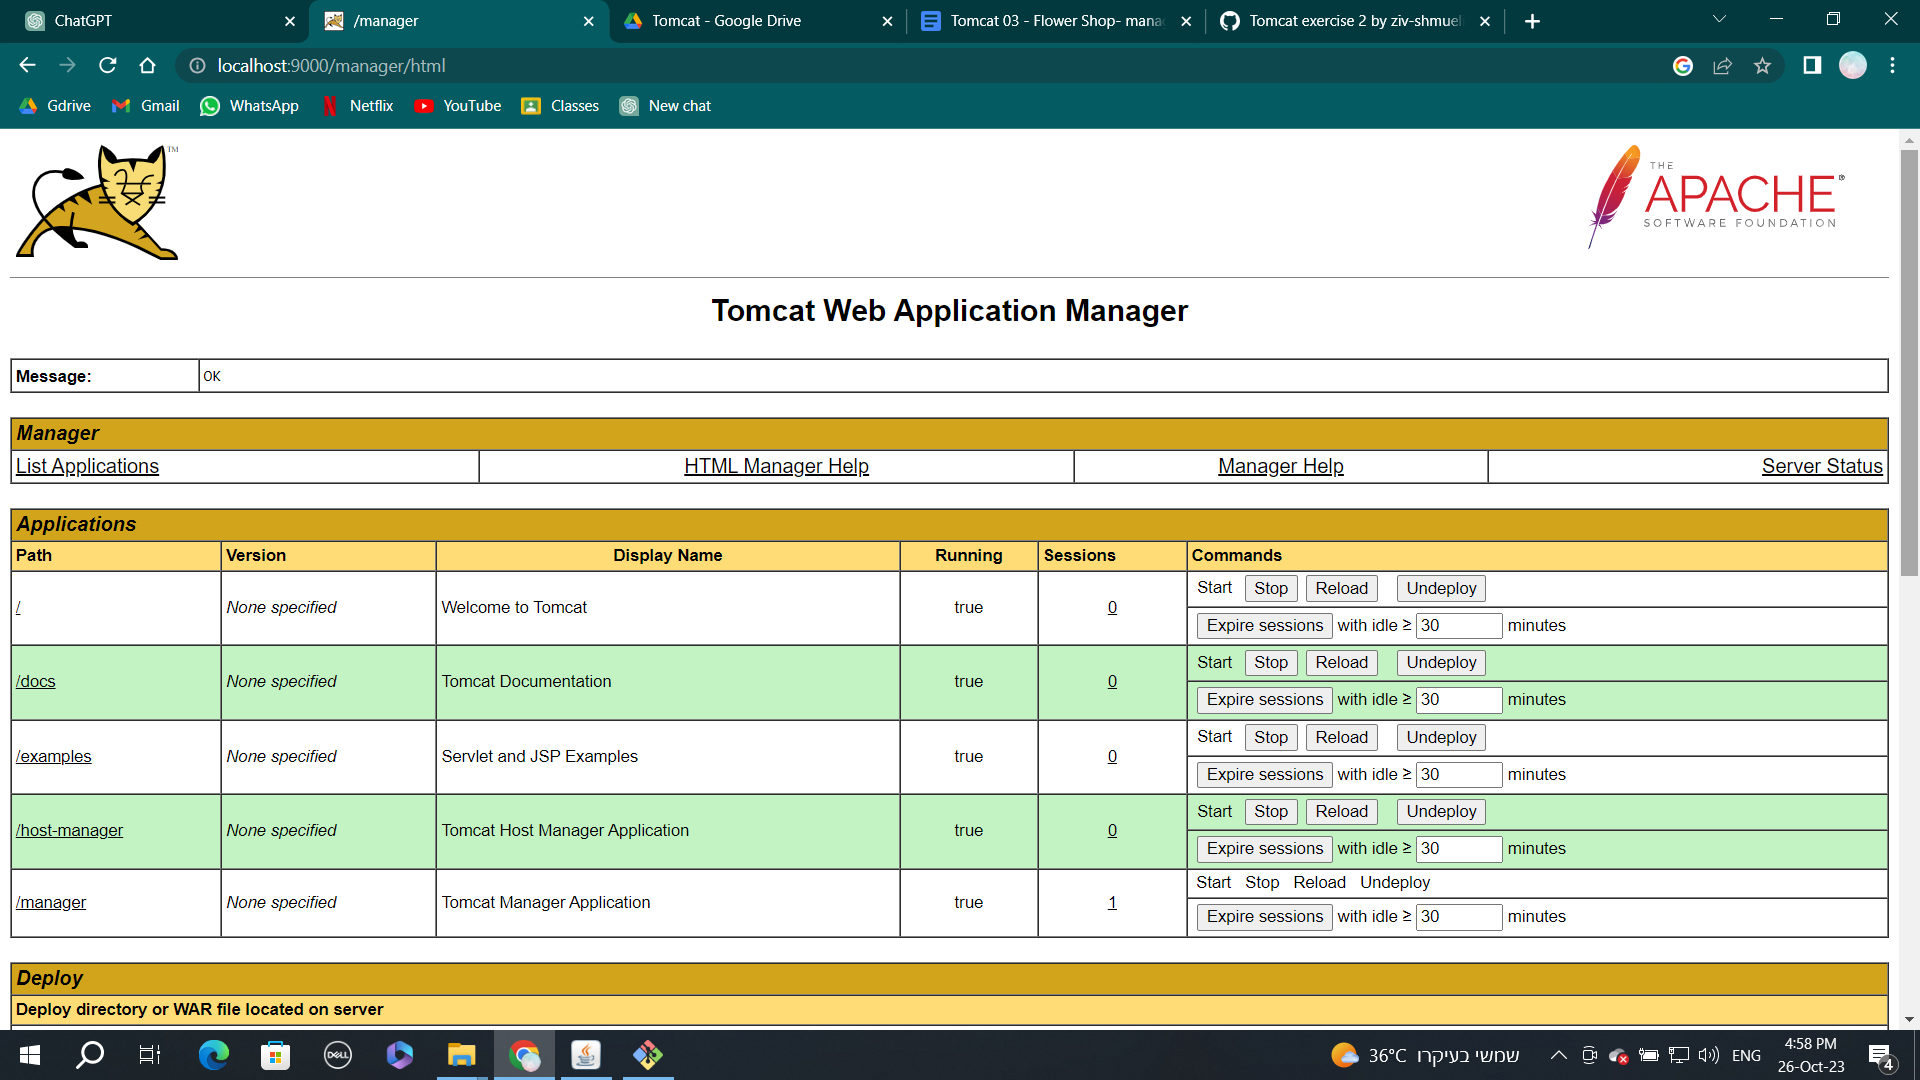 ChatGPT
/manager
Tomcat - Google Drive
Tomcat 03 - Flower Shop- mana
Tomcat exercise 2 by ziv-shmuel
localhost:9000/manager/html
Gdrive
Gmail
WhatsApp
Netflix
YouTube
Classes
New chat
TM
THE
APACHE®
SOFTWARE FOUNDATION
Tomcat Web Application Manager
Message: OK
Manager
List Applications HTML Manager Help Manager Help Server Status
Applications
Path Version Display Name Running Sessions Commands
/ None specified Welcome to Tomcat true 0 Start Stop Reload Undeploy
Expire sessions with idle ≥ 30 minutes
/docs None specified Tomcat Documentation true 0 Start Stop Reload Undeploy
Expire sessions with idle ≥ 30 minutes
/examples None specified Servlet and JSP Examples true 0 Start Stop Reload Undeploy
Expire sessions with idle ≥ 30 minutes
/host-manager None specified Tomcat Host Manager Application true 0 Start Stop Reload Undeploy
Expire sessions with idle ≥ 30 minutes
/manager None specified Tomcat Manager Application true 1 Start Stop Reload Undeploy
Expire sessions with idle ≥ 30 minutes
Deploy
Deploy directory or WAR file located on server
DELL
36°C שמשי בעיקרו
ENG
4:58 PM
26-Oct-23
4